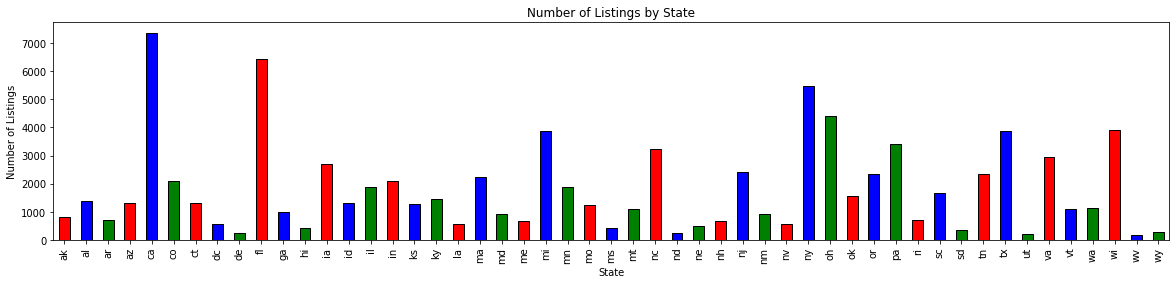 Number of Listings by State
Number of Listings
7000
6000
5000
4000
3000
2000
1000
0
ak al ar az ca co ct dc de fl ga hi ia id il in ks ky la ma md me mi mn mo ms mt nc nd ne nh nj nm nv ny oh ok or pa ri sc sd tn tx ut va vt wa wi wv wy
State